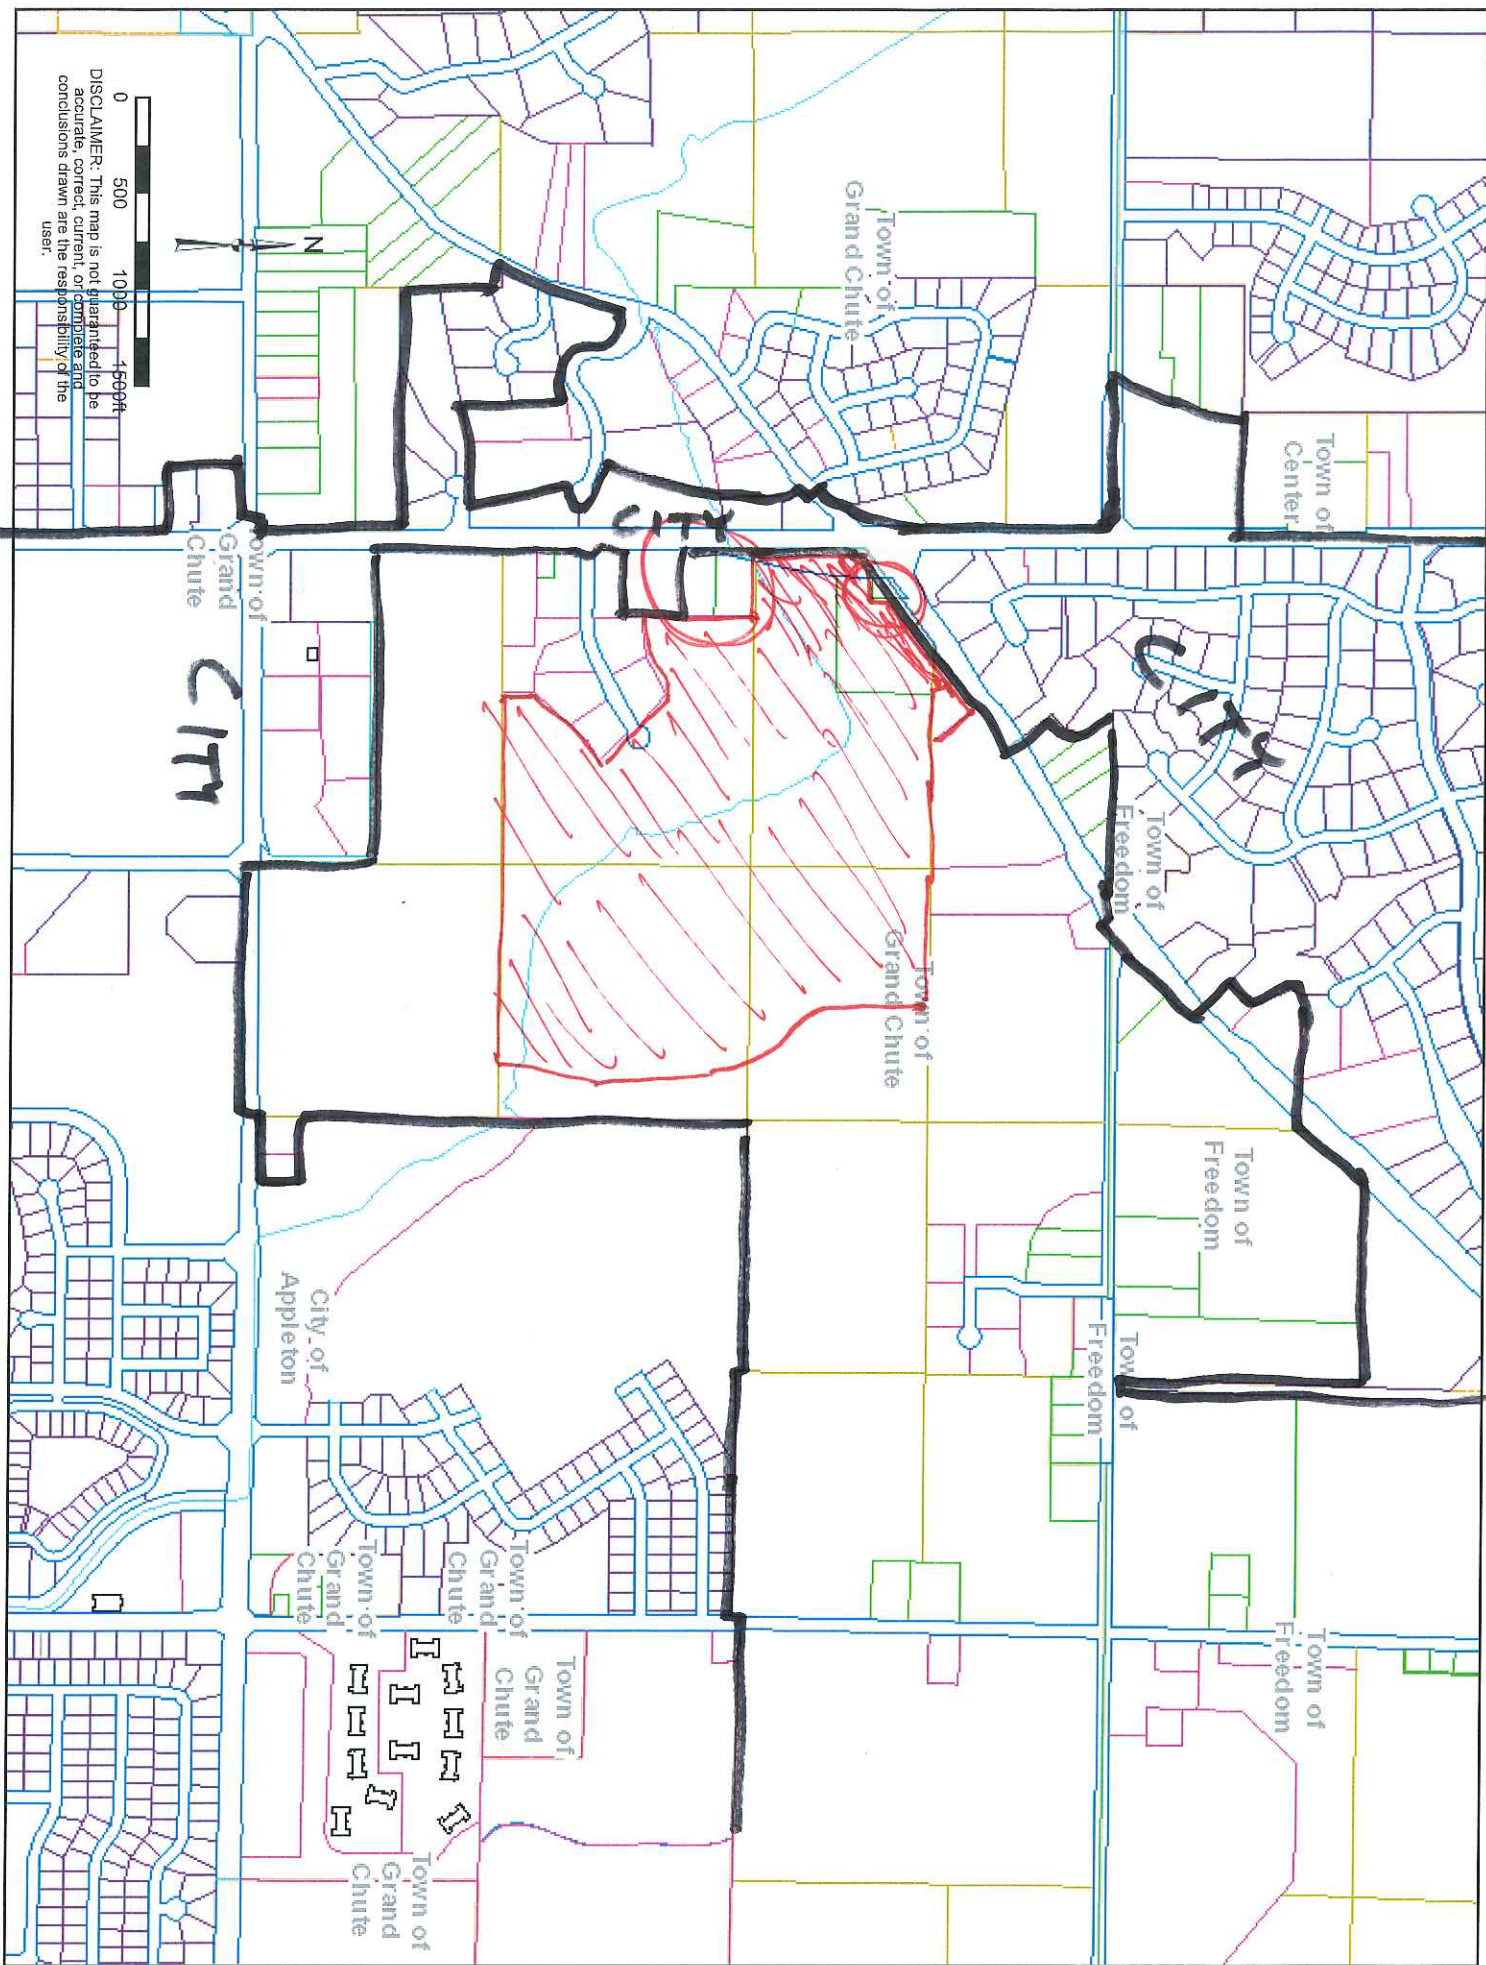 Town of
Center
Town of
Grand Chute
CITY
CITY
Town of
Freedom
Town of
Freedom
Town of
Grand Chute
Town of
Freedom
Town of
Freedom
own of
Grand
Chute
CITY
City of
Appleton
Town of
Grand
Chute
Town of
Grand
Chute
Town of
Grand
Chute
Town of
Grand
Chute
N
0 500 1000 1500ft
DISCLAIMER: This map is not guaranteed to be
accurate, correct, current, or complete and
conclusions drawn are the responsibility of the
user.